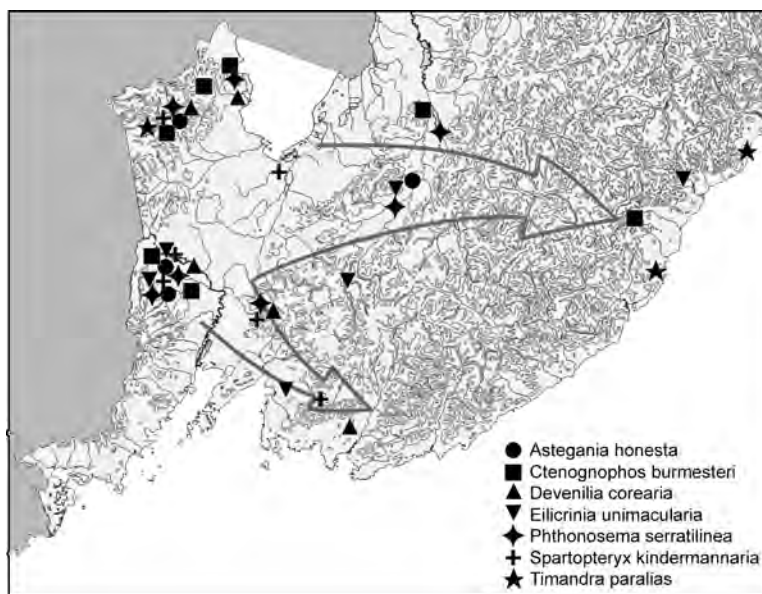 Astegania honesta
Ctenognophos burmesteri
Devenilia corearia
Eilicrinia unimacularia
Phthonosema serratilinea
Spartopteryx kindermannaria
Timandra paralias